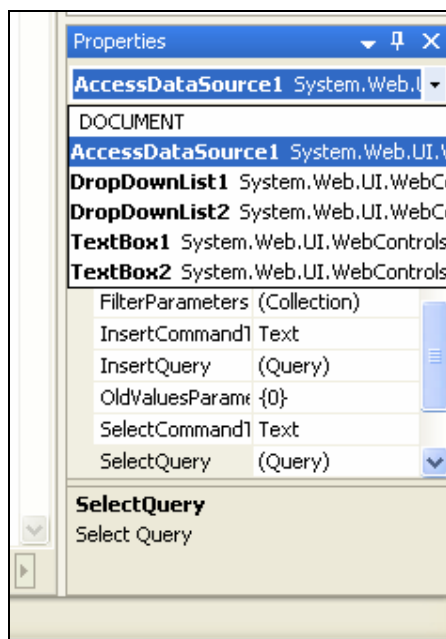 Properties
AccessDataSource1 System.Web.
DOCUMENT
AccessDataSource1 System.Web.UI.
DropDownList1 System.Web.UI.WebC
DropDownList2 System.Web.UI.WebC
TextBox1 System.Web.UI.WebControls
TextBox2 System.Web.UI.WebControls
FilterParameters (Collection)
InsertCommandT Text
InsertQuery (Query)
OldValuesParame {0}
SelectCommandT Text
SelectQuery (Query)
SelectQuery
Select Query